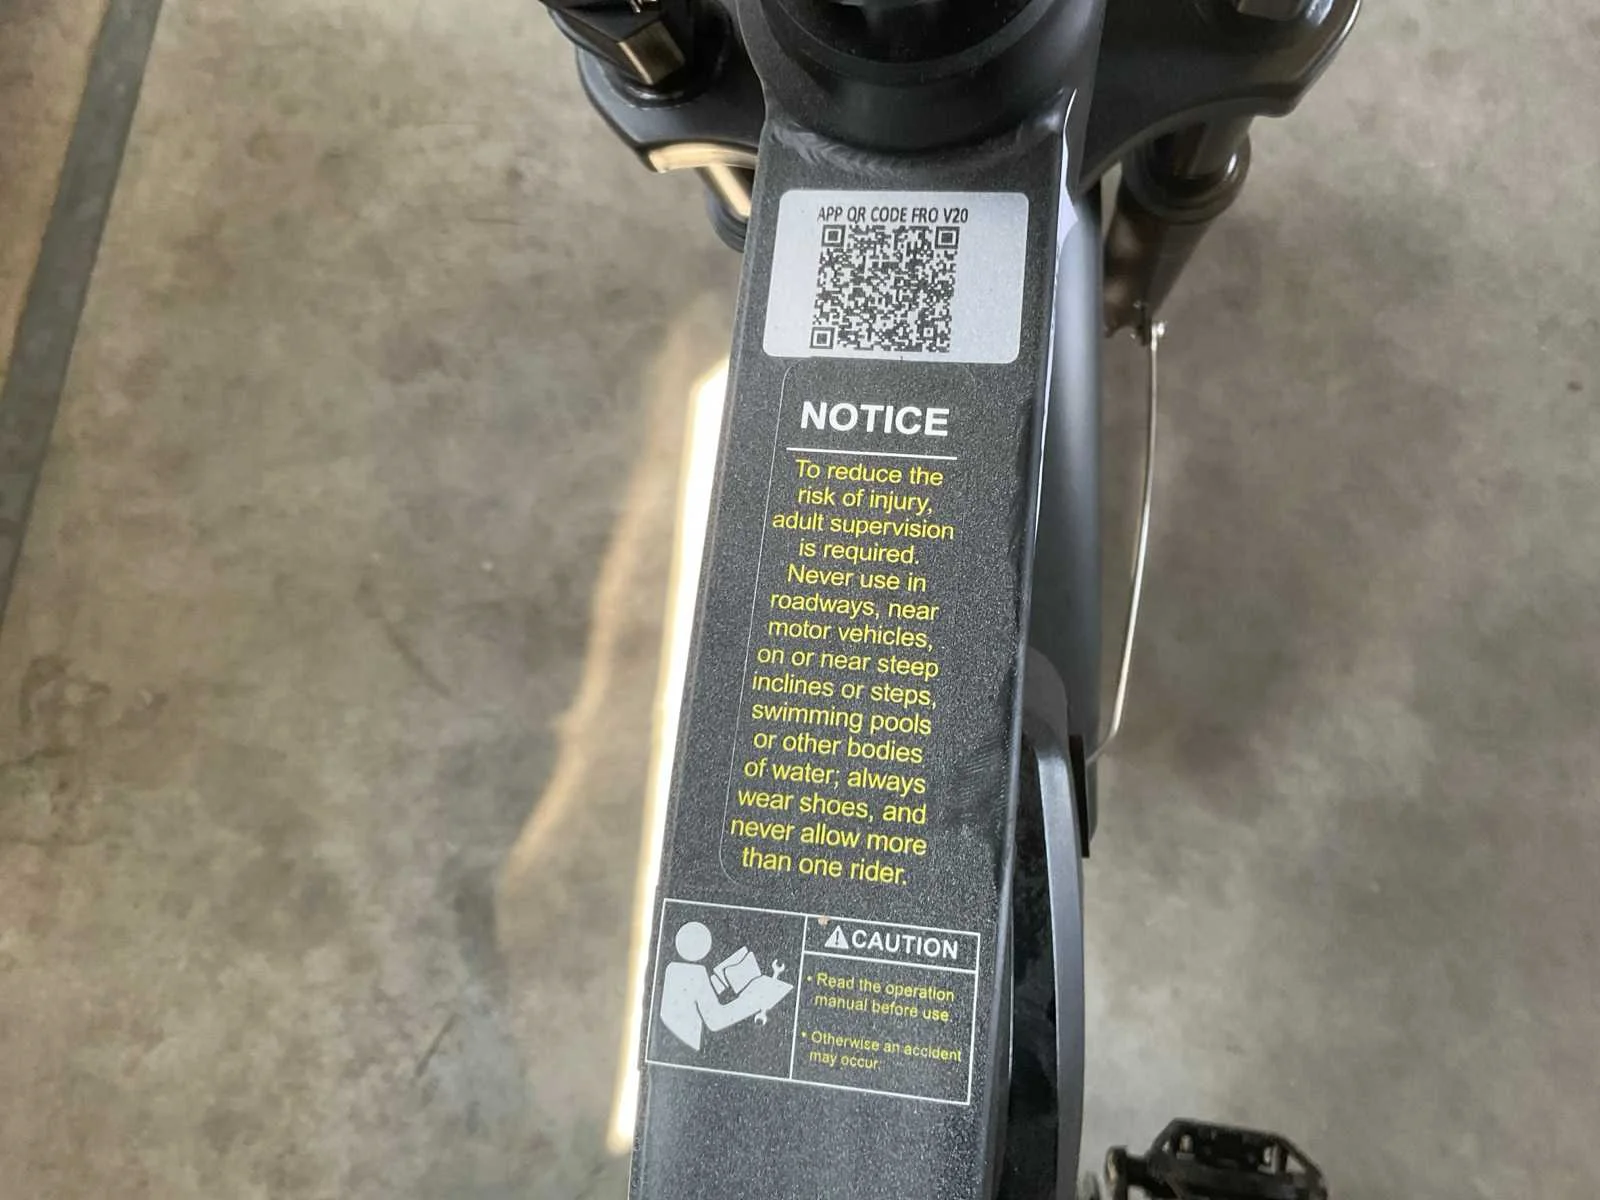 APP QR CODE FRO V20
NOTICE
To reduce the
risk of injury,
adult supervision
is required.
Never use in
roadways, near
motor vehicles,
on or near steep
inclines or steps,
swimming pools
or other bodies
of water; always
wear shoes, and
never allow more
than one rider.
CAUTION
• Read the operation
manual before use.
• Otherwise an accident
may occur.